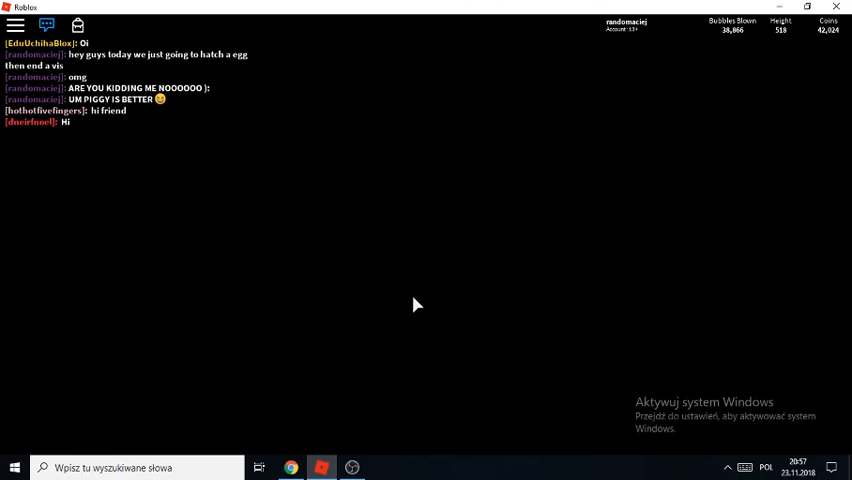 Roblox
randomaciej
Account: 13+
Bubbles Blown
38,866
Height
518
Coins
42,024
[EduUchihaBlox]: Oi
[randomaciej]: hey guys today we just going to hatch a egg
then end a vis
[randomaciej]: omg
[randomaciej]: ARE YOU KIDDING ME NOOOOOO ):
[randomaciej]: UM PIGGY IS BETTER 😆
[hothotfivefingers]: hi friend
[dneirfnoel]: Hi
Aktywuj system Windows
Przejdź do ustawień, aby aktywować system
Windows.
Wpisz tu wyszukiwane słowa
POL
20:57
23.11.2018